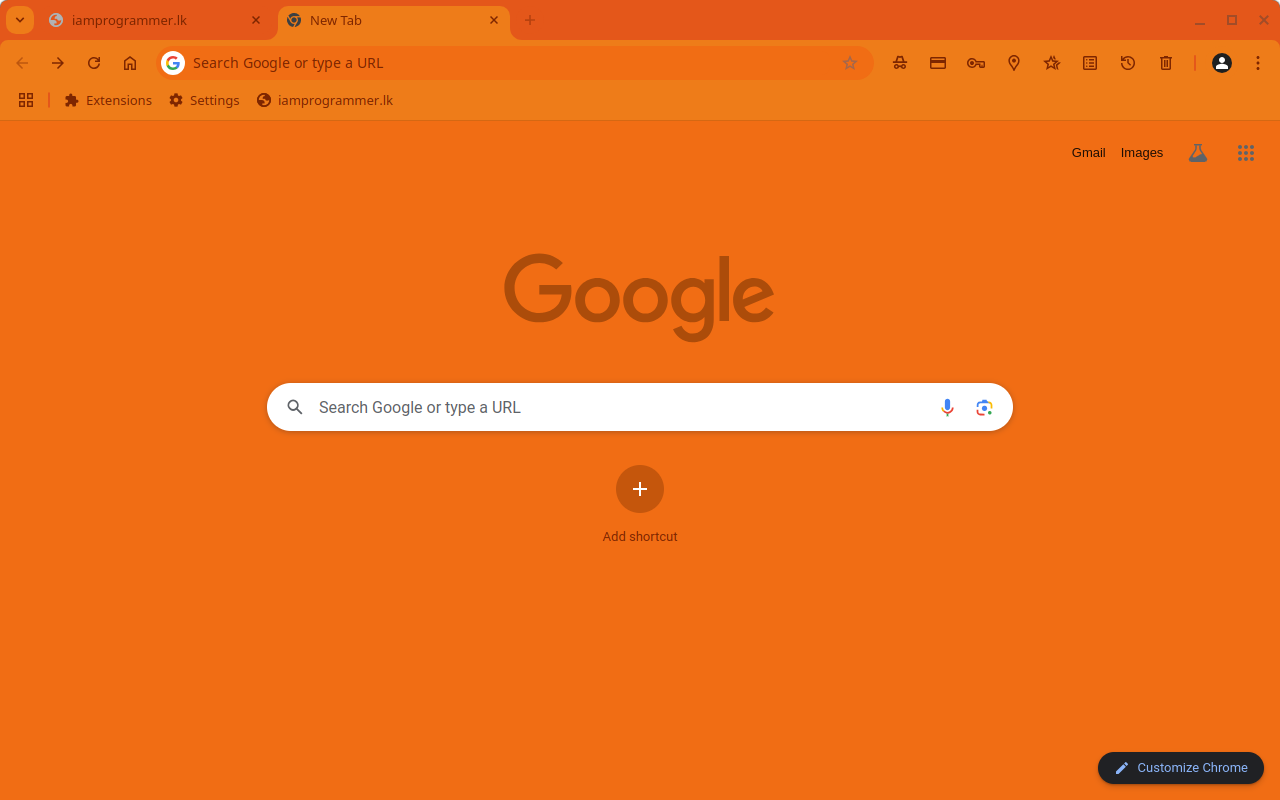 iamprogrammer.lk
New Tab
Search Google or type a URL
Extensions
Settings
iamprogrammer.lk
Gmail
Images
Google
Search Google or type a URL
Add shortcut
Customize Chrome